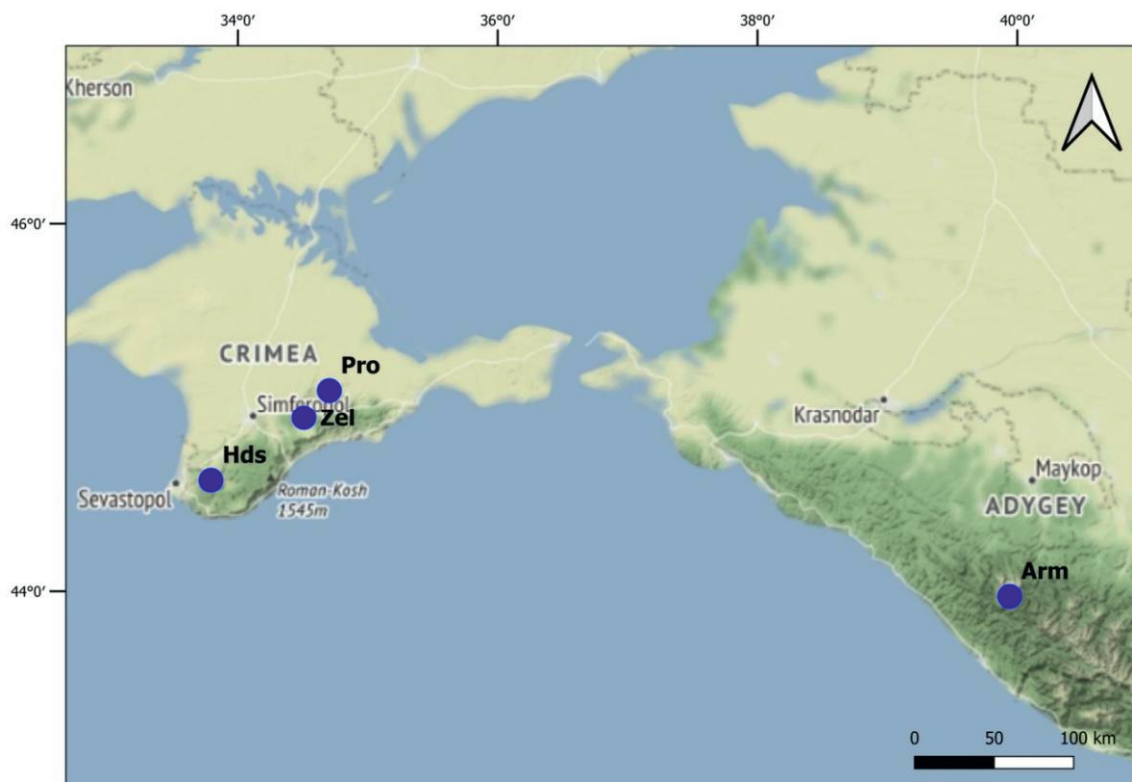 34°0′ 36°0′ 38°0′ 40°0′
Kherson
46°0′
CRIMEA
Pro
Simferopol
Zel
Krasnodar
Hds
Maykop
Sevastopol
Roman-Kosh
1545m
ADYGEY
44°0′
Arm
0 50 100 km